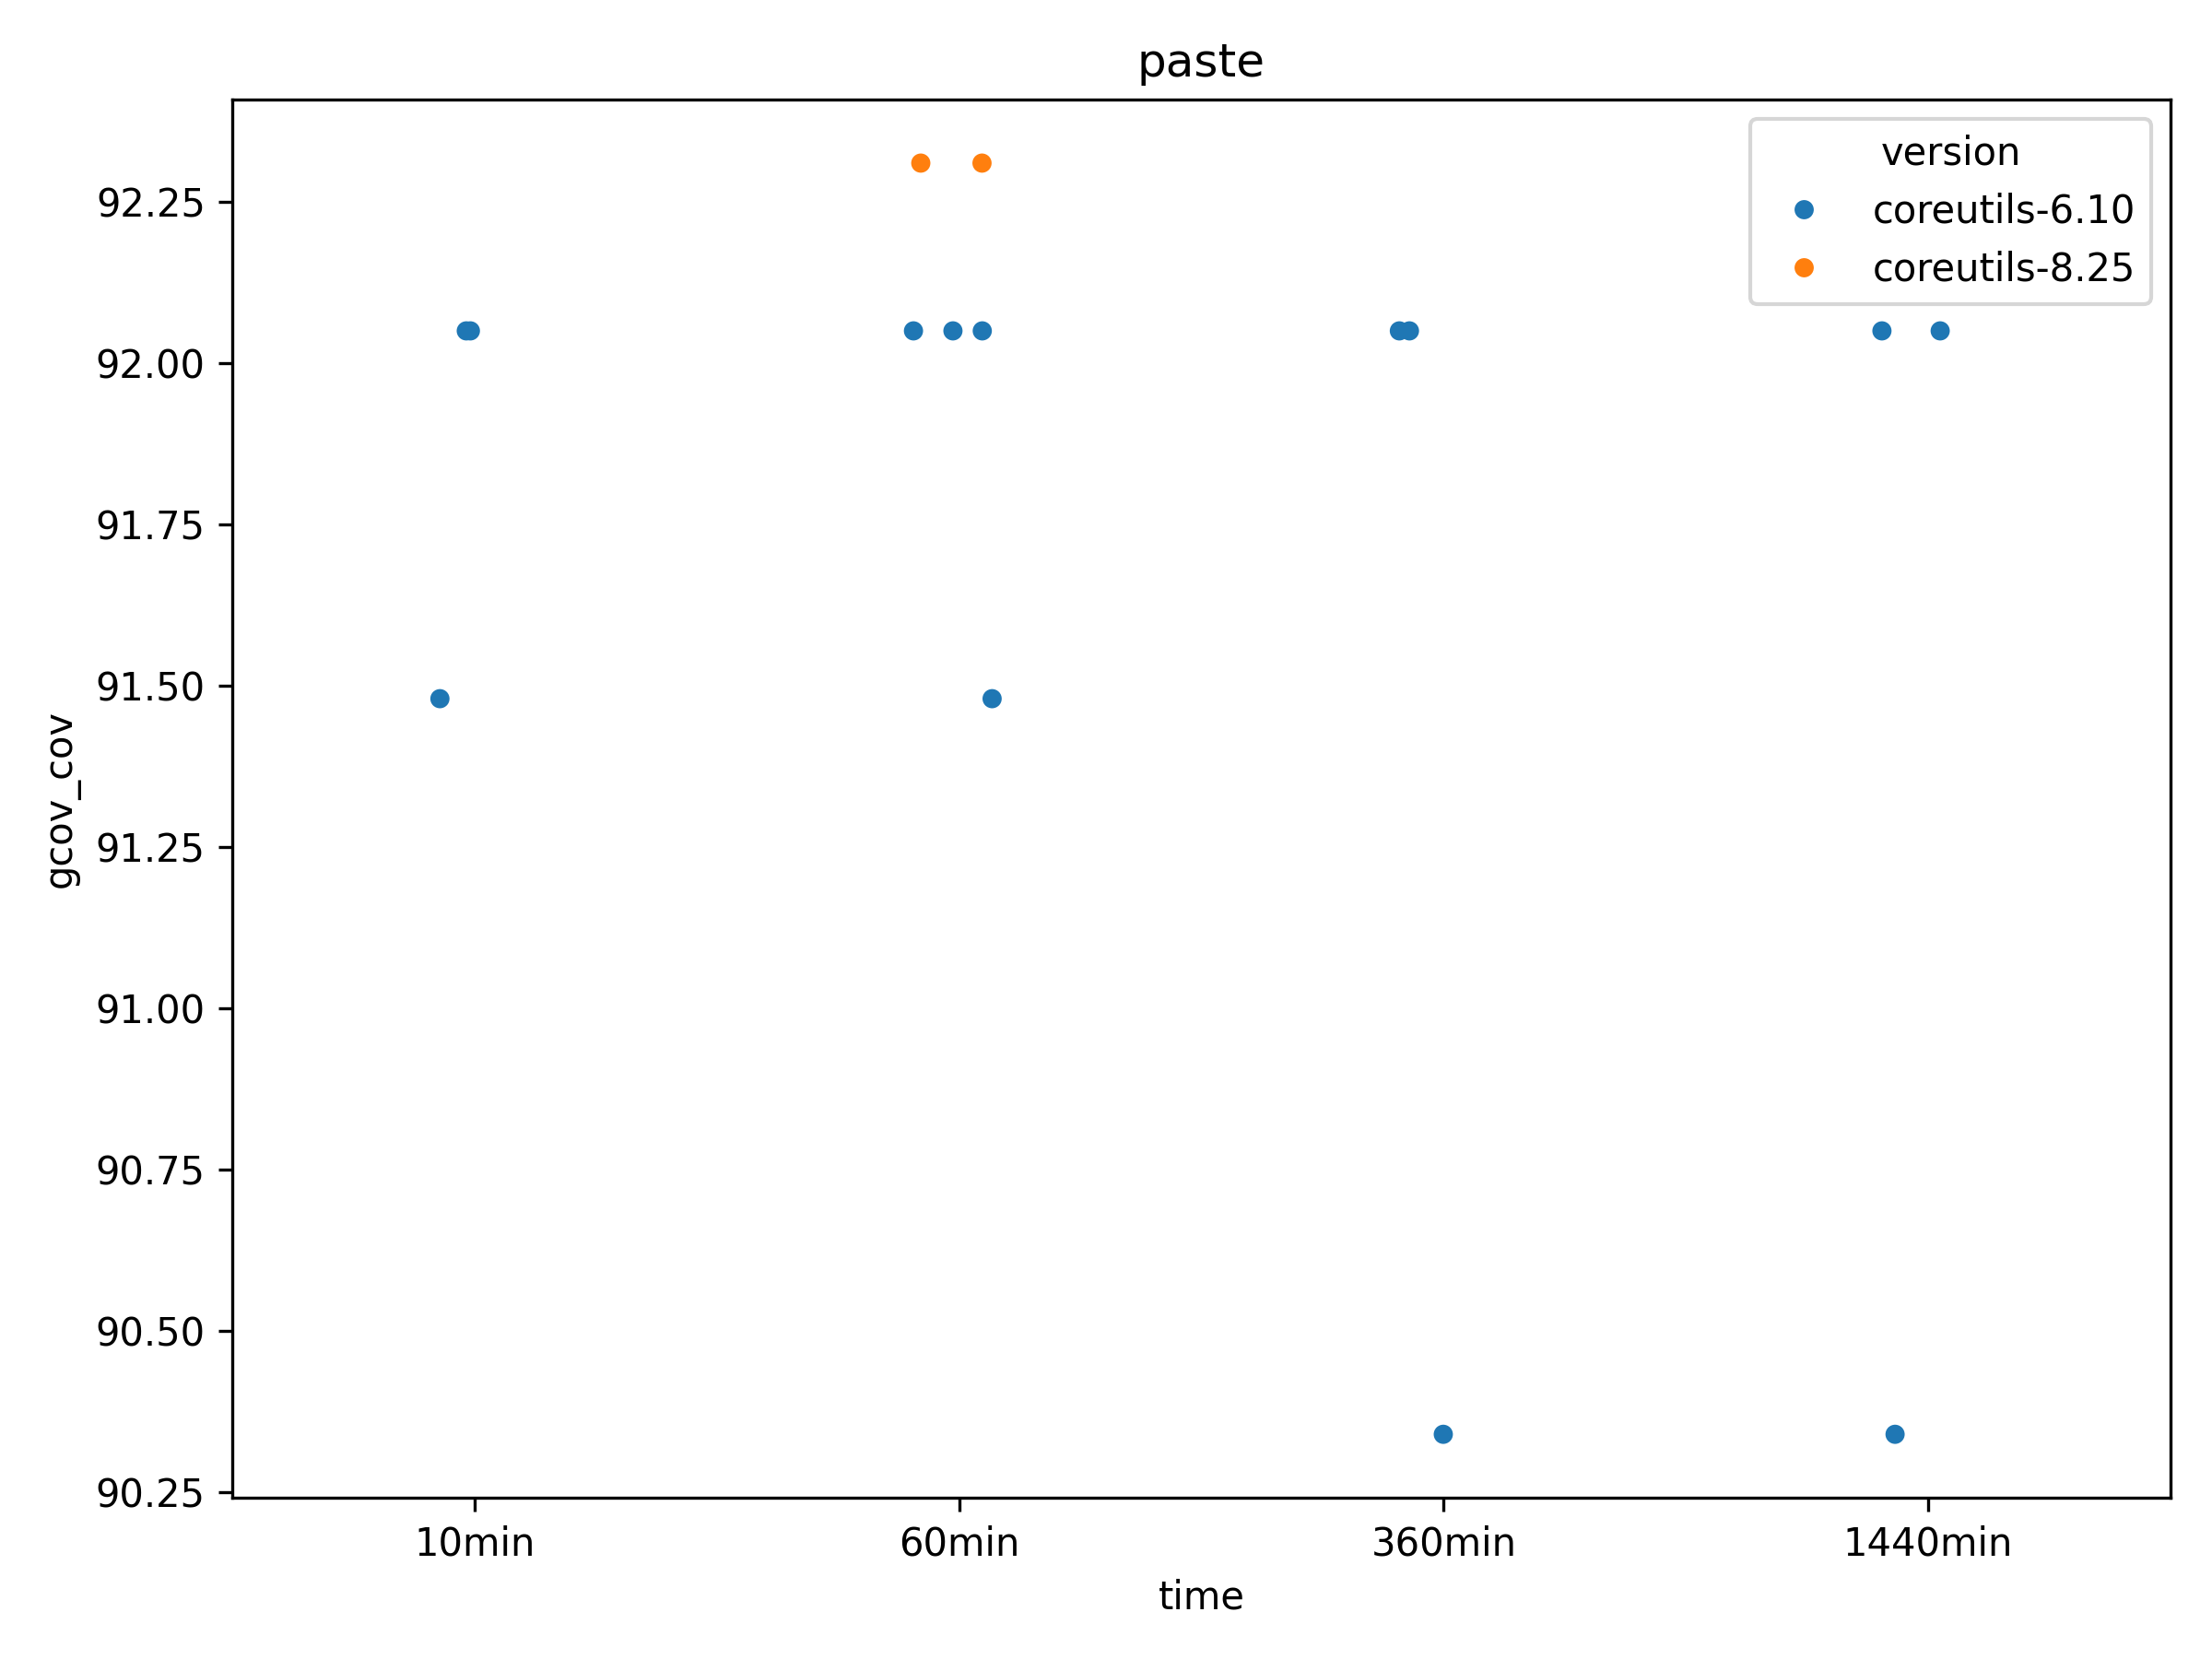 paste
version
coreutils-6.10
coreutils-8.25
gcov_cov
92.25
92.00
91.75
91.50
91.25
91.00
90.75
90.50
90.25
10min
60min
360min
1440min
time